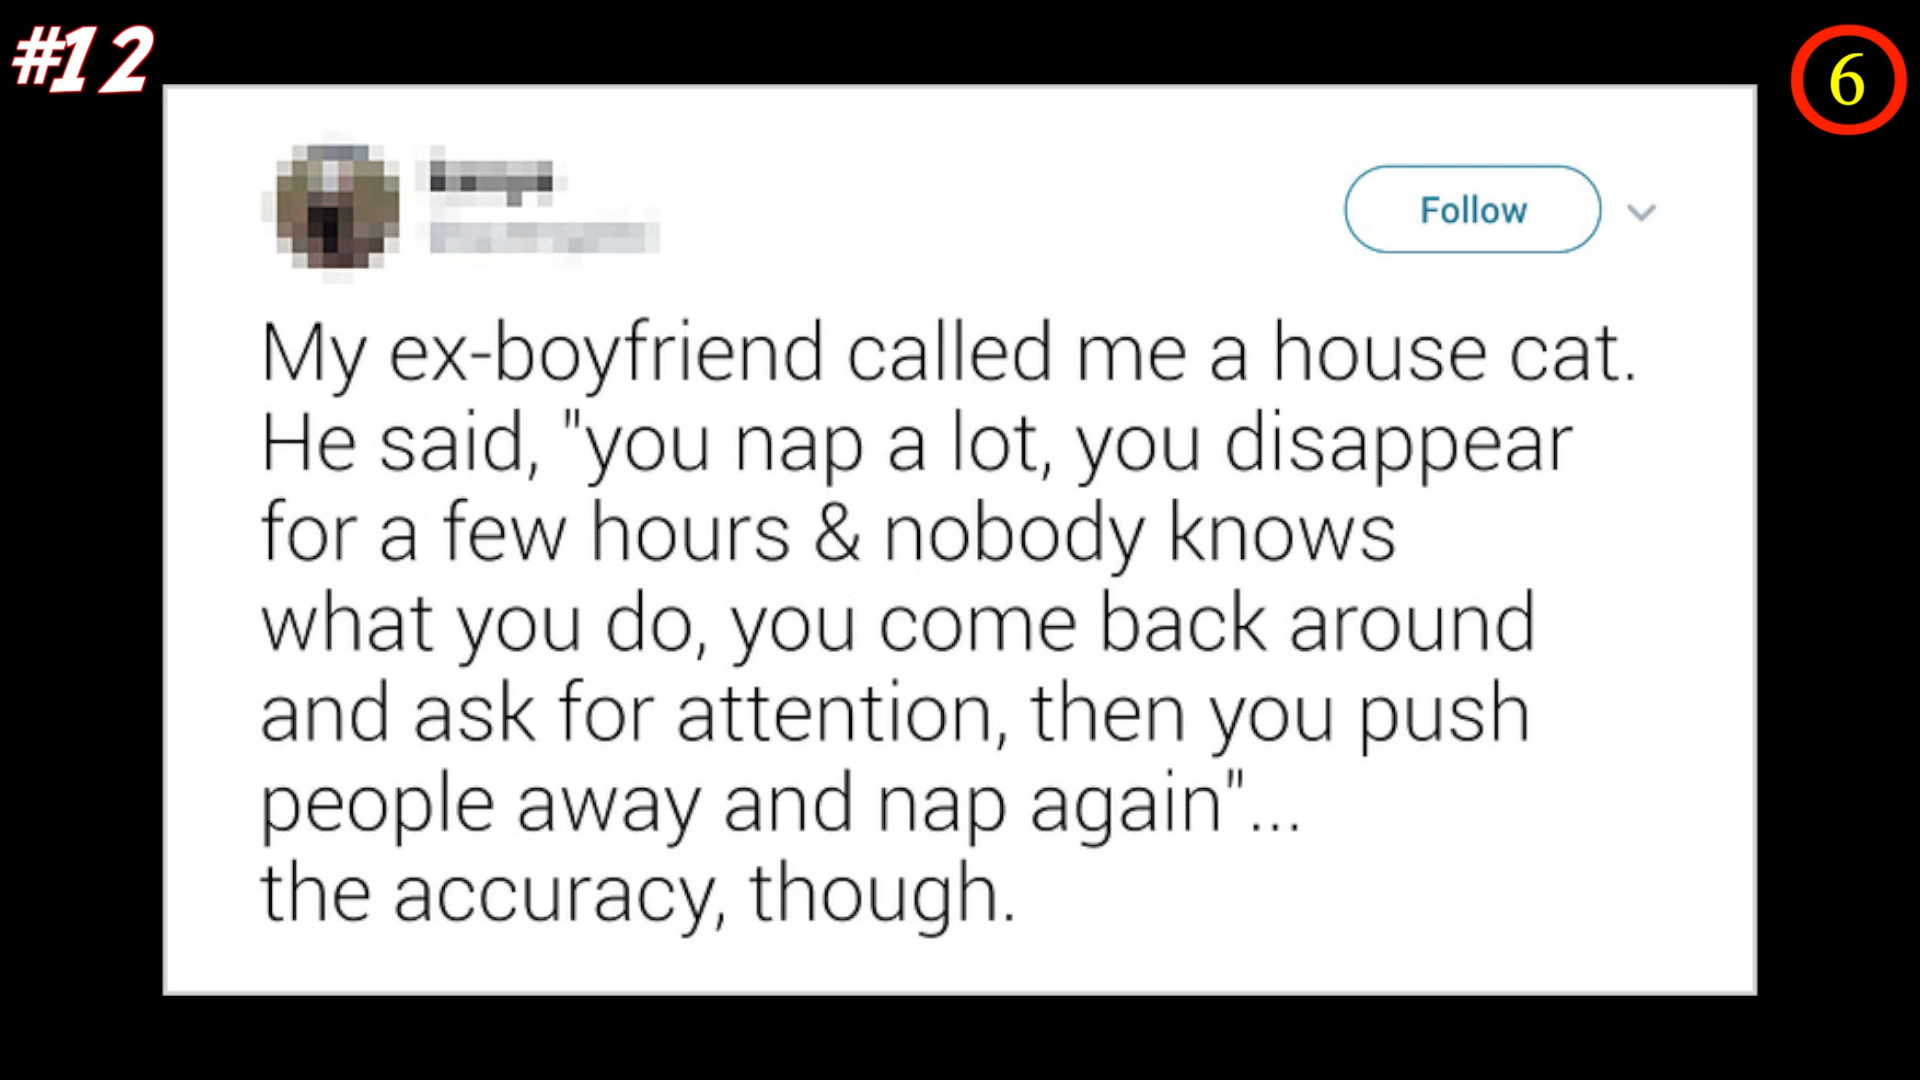 #12
6
Follow
My ex-boyfriend called me a house cat.
He said, "you nap a lot, you disappear
for a few hours & nobody knows
what you do, you come back around
and ask for attention, then you push
people away and nap again"...
the accuracy, though.